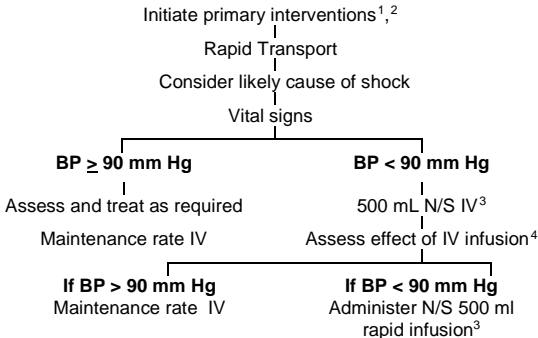 Initiate primary interventions¹,²
Rapid Transport
Consider likely cause of shock
Vital signs
BP ≥ 90 mm Hg
BP < 90 mm Hg
Assess and treat as required
500 mL N/S IV³
Maintenance rate IV
Assess effect of IV infusion⁴
If BP > 90 mm Hg
If BP < 90 mm Hg
Maintenance rate IV
Administer N/S 500 ml
rapid infusion³